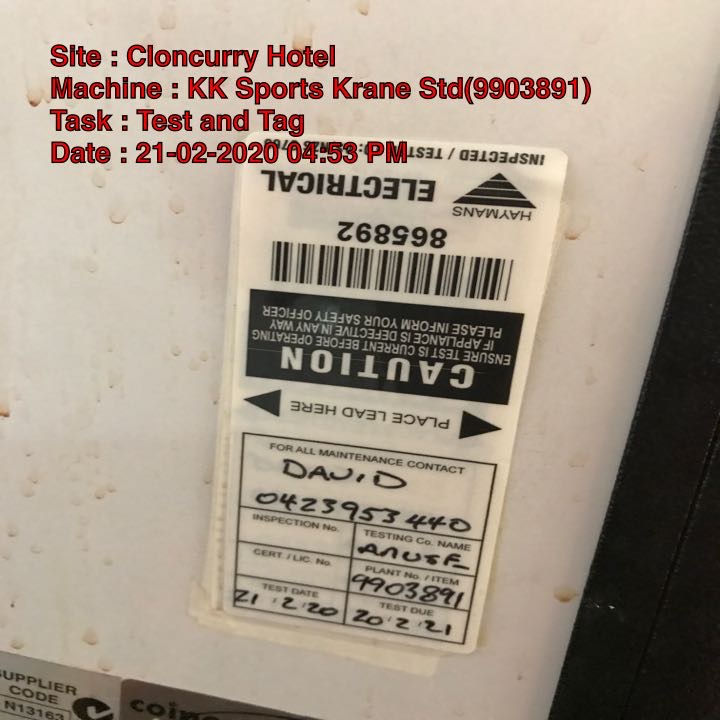 Site : Cloncurry Hotel
Machine : KK Sports Krane Std(9903891)
Task : Test and Tag
Date : 21-02-2020 04:53 PM
INSPECTED / TEST
ELECTRICAL
HAYMANS
865892
PLEASE INFORM YOUR SAFETY OFFICER
IF APPLIANCE IS DEFECTIVE IN ANY WAY
ENSURE TEST IS CURRENT BEFORE OPERATING
CAUTION
PLACE LEAD HERE
FOR ALL MAINTENANCE CONTACT
DAVID
0423953440
INSPECTION No. TESTING Co. NAME
AMUSE
CERT. / LIC. No. PLANT No. / ITEM
9903891
TEST DATE TEST DUE
21 . 2 . 20 20 . 2 . 21
SUPPLIER
CODE
N13163
coin